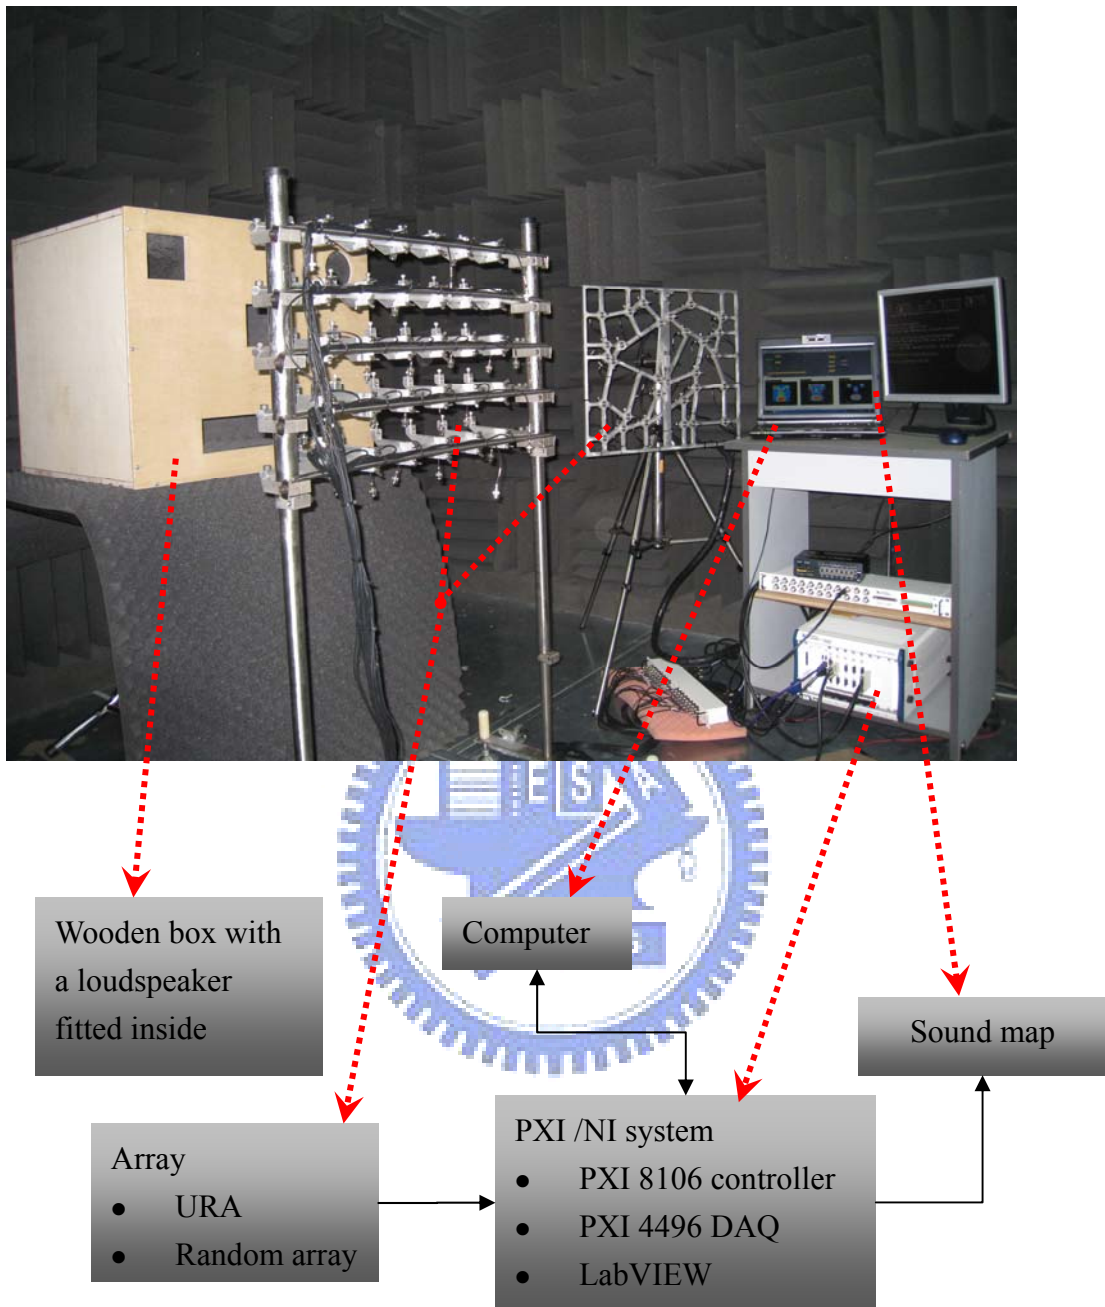 E S A
Wooden box with
a loudspeaker
fitted inside
Computer
Sound map
Array
● URA
● Random array
PXI /NI system
● PXI 8106 controller
● PXI 4496 DAQ
● LabVIEW